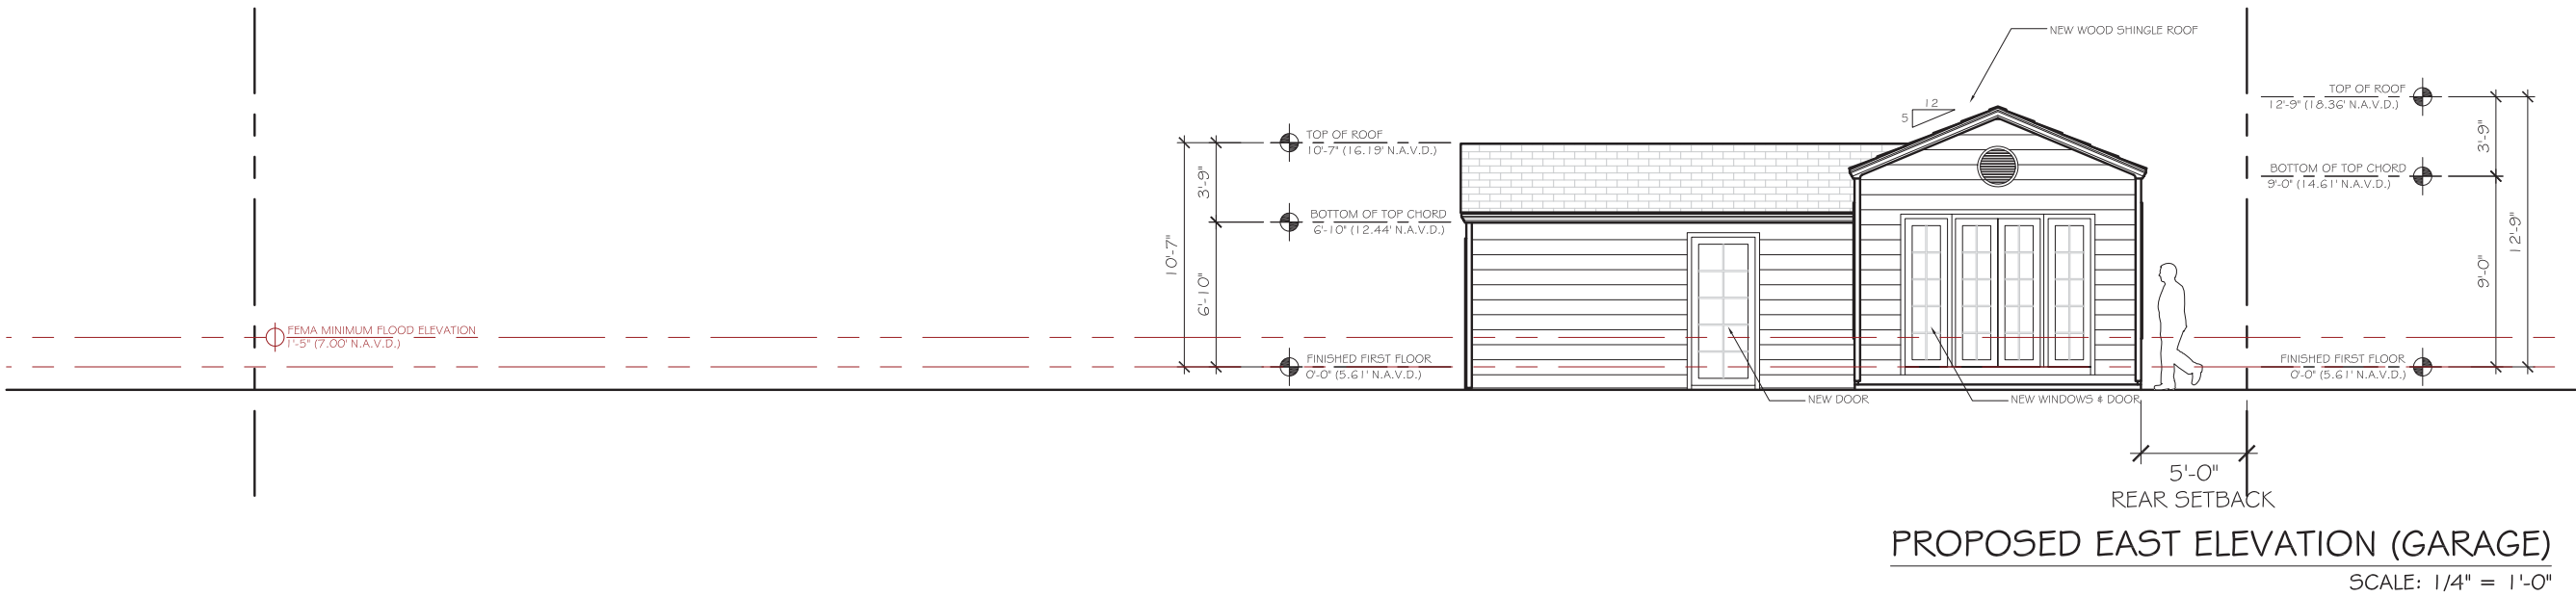 NEW WOOD SHINGLE ROOF
12
5
TOP OF ROOF
12'-9" (18.36' N.A.V.D.)
3'-9"
BOTTOM OF TOP CHORD
9'-0" (14.61' N.A.V.D.)
12'-9"
9'-0"
FINISHED FIRST FLOOR
0'-0" (5.61' N.A.V.D.)
TOP OF ROOF
10'-7" (16.19' N.A.V.D.)
3'-9"
BOTTOM OF TOP CHORD
6'-10" (12.44' N.A.V.D.)
10'-7"
6'-10"
FINISHED FIRST FLOOR
0'-0" (5.61' N.A.V.D.)
FEMA MINIMUM FLOOD ELEVATION
1'-5" (7.00' N.A.V.D.)
NEW DOOR
NEW WINDOWS & DOOR
5'-0"
REAR SETBACK
PROPOSED EAST ELEVATION (GARAGE)
SCALE: 1/4" = 1'-0"